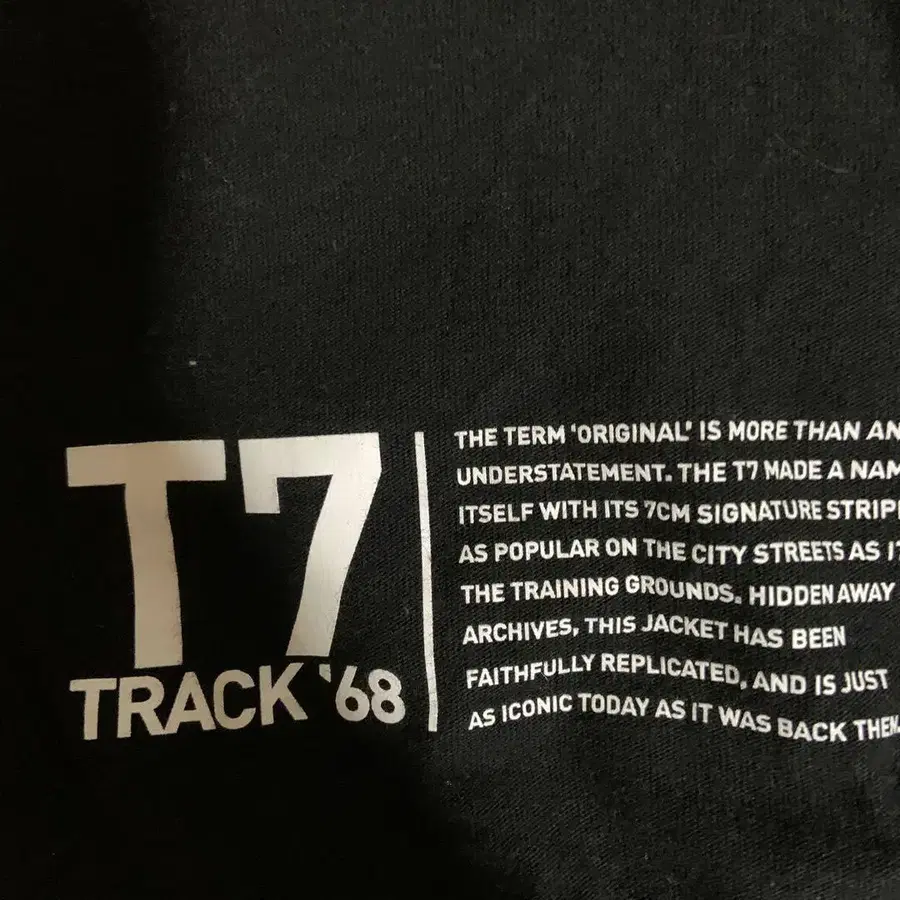 T7
TRACK '68
THE TERM 'ORIGINAL' IS MORE THAN AN
UNDERSTATEMENT. THE T7 MADE A NAM
ITSELF WITH ITS 7CM SIGNATURE STRIP
AS POPULAR ON THE CITY STREETS AS I
THE TRAINING GROUNDS. HIDDEN AWAY
ARCHIVES, THIS JACKET HAS BEEN
FAITHFULLY REPLICATED, AND IS JUST
AS ICONIC TODAY AS IT WAS BACK THEN.